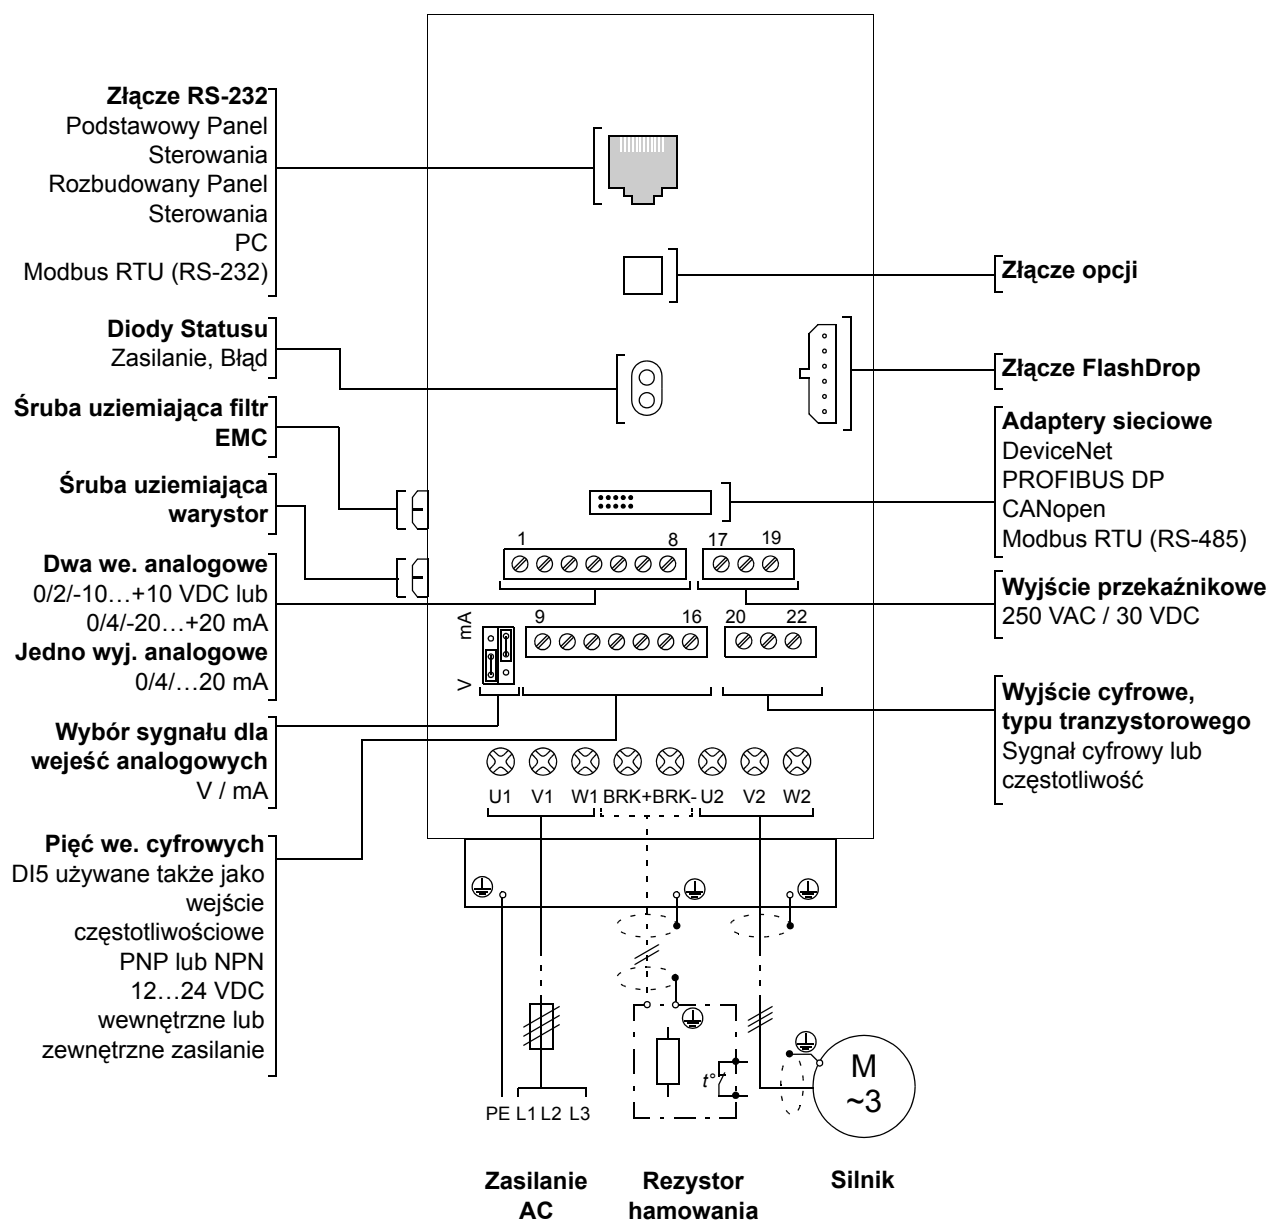 Złącze RS-232
Podstawowy Panel
Sterowania
Rozbudowany Panel
Sterowania
PC
Modbus RTU (RS-232)
Diody Statusu
Zasilanie, Błąd
Śruba uziemiająca filtr
EMC
Śruba uziemiająca
warystor
Dwa we. analogowe
0/2/-10…+10 VDC lub
0/4/-20…+20 mA
Jedno wyj. analogowe
0/4/…20 mA
Wybór sygnału dla
wejeść analogowych
V / mA
Pięć we. cyfrowych
DI5 używane także jako
wejście
częstotliwościowe
PNP lub NPN
12…24 VDC
wewnętrzne lub
zewnętrzne zasilanie
Złącze opcji
Złącze FlashDrop
Adaptery sieciowe
DeviceNet
PROFIBUS DP
CANopen
Modbus RTU (RS-485)
Wyjście przekaźnikowe
250 VAC / 30 VDC
Wyjście cyfrowe,
typu tranzystorowego
Sygnał cyfrowy lub
częstotliwość
1 8 17 19
mA
9 16 20 22
V
U1 V1 W1 BRK+BRK- U2 V2 W2
t°
M
~3
PE L1 L2 L3
Zasilanie
AC
Rezystor
hamowania
Silnik